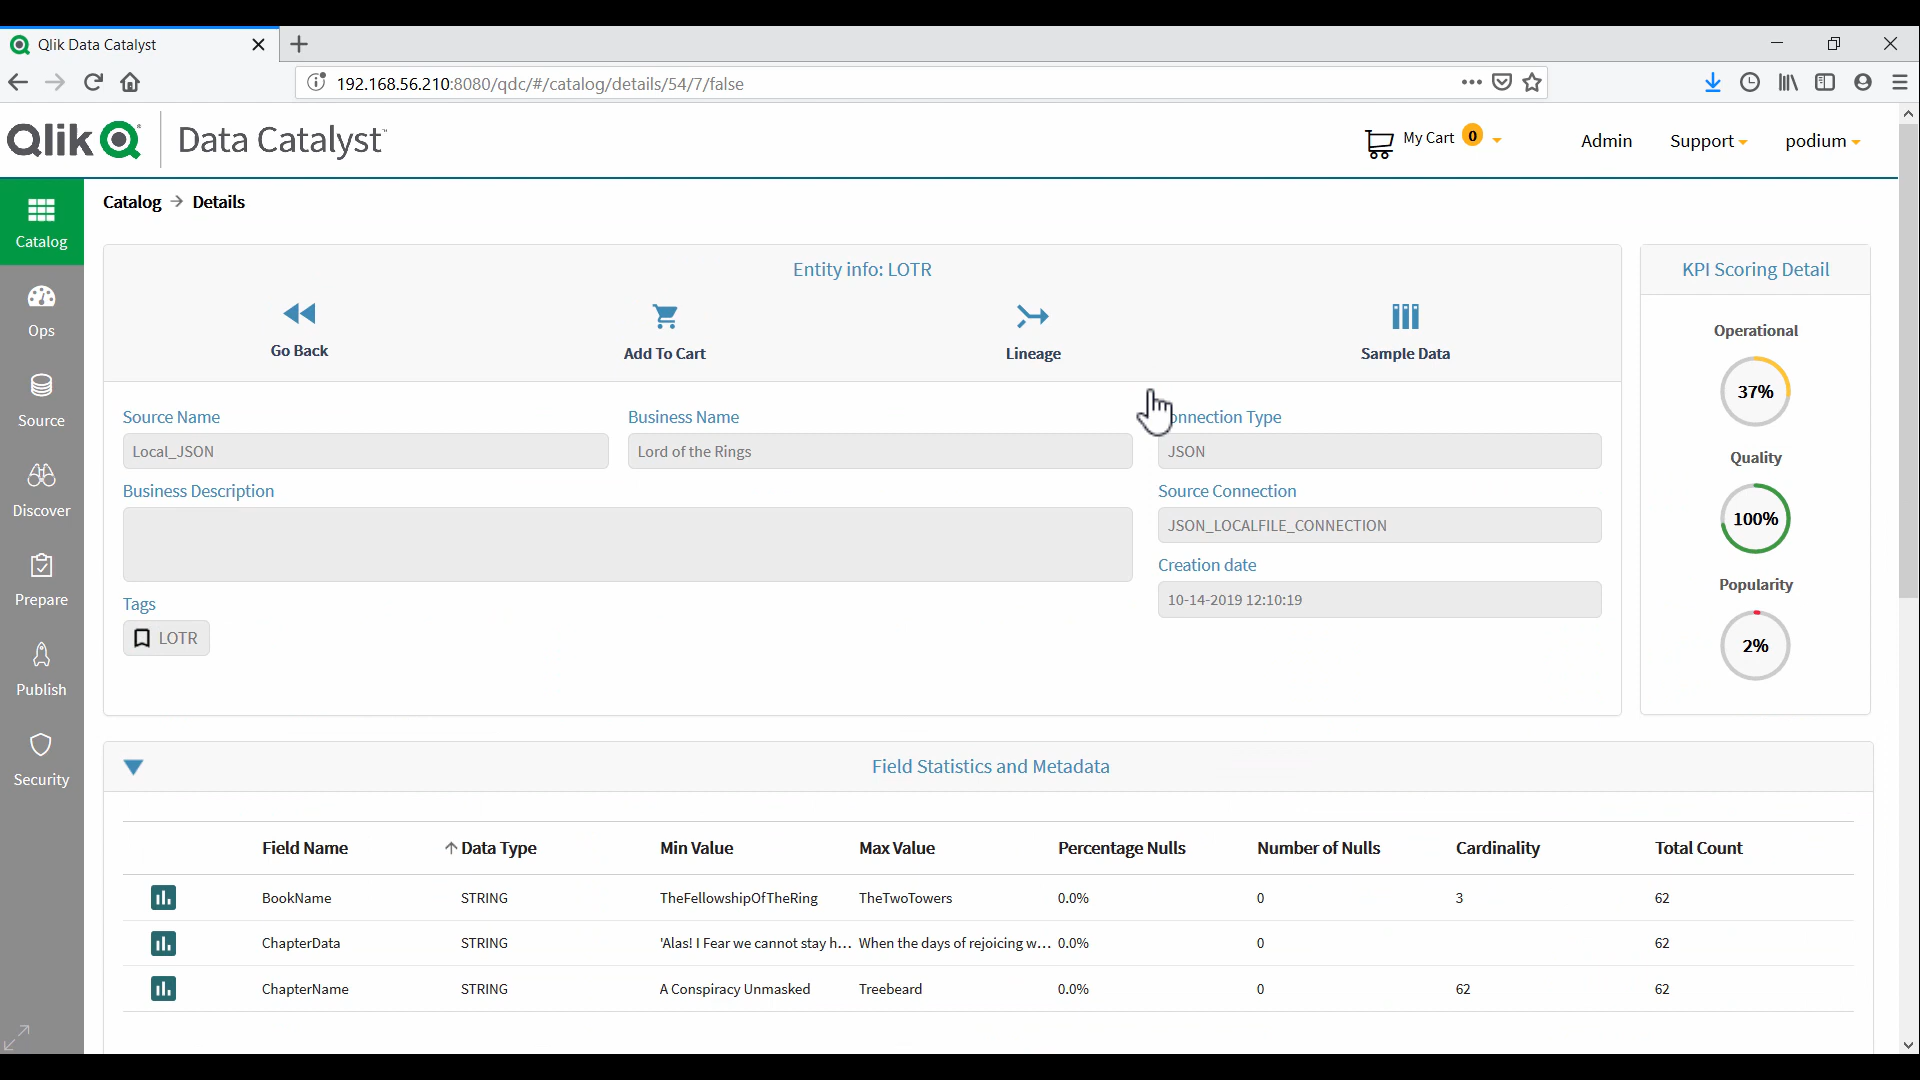 Qlik Data Catalyst
192.168.56.210:8080/qdc/#/catalog/details/54/7/false
Qlik Data Catalyst™
My Cart 0
Admin
Support
podium
Catalog
Ops
Source
Discover
Prepare
Publish
Security
Catalog → Details
Entity info: LOTR
Go Back
Add To Cart
Lineage
Sample Data
Source Name
Local_JSON
Business Name
Lord of the Rings
nnection Type
JSON
Business Description
Source Connection
JSON_LOCALFILE_CONNECTION
Creation date
10-14-2019 12:10:19
Tags
LOTR
KPI Scoring Detail
Operational
37%
Quality
100%
Popularity
2%
Field Statistics and Metadata
Field Name Data Type Min Value Max Value Percentage Nulls Number of Nulls Cardinality Total Count
BookName STRING TheFellowshipOfTheRing TheTwoTowers 0.0% 0 3 62
ChapterData STRING 'Alas! I Fear we cannot stay h... When the days of rejoicing w... 0.0% 0 62
ChapterName STRING A Conspiracy Unmasked Treebeard 0.0% 0 62 62